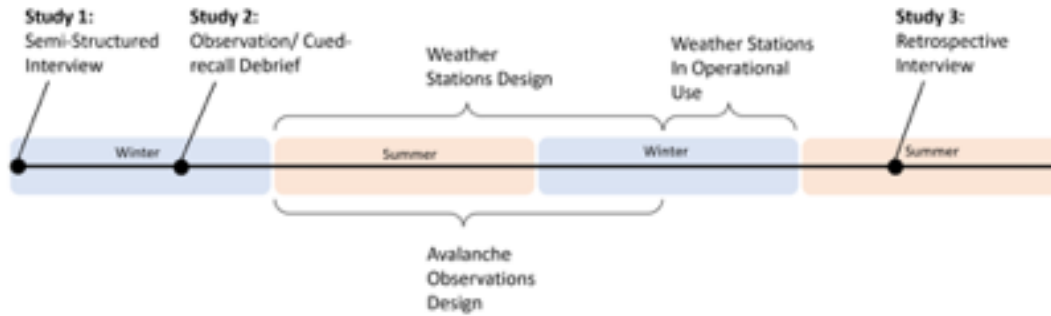 Study 1:
Semi-Structured
Interview
Study 2:
Observation/ Cued-
recall Debrief
Weather
Stations Design
Weather Stations
In Operational
Use
Study 3:
Retrospective
Interview
Winter
Summer
Winter
Summer
Avalanche
Observations
Design